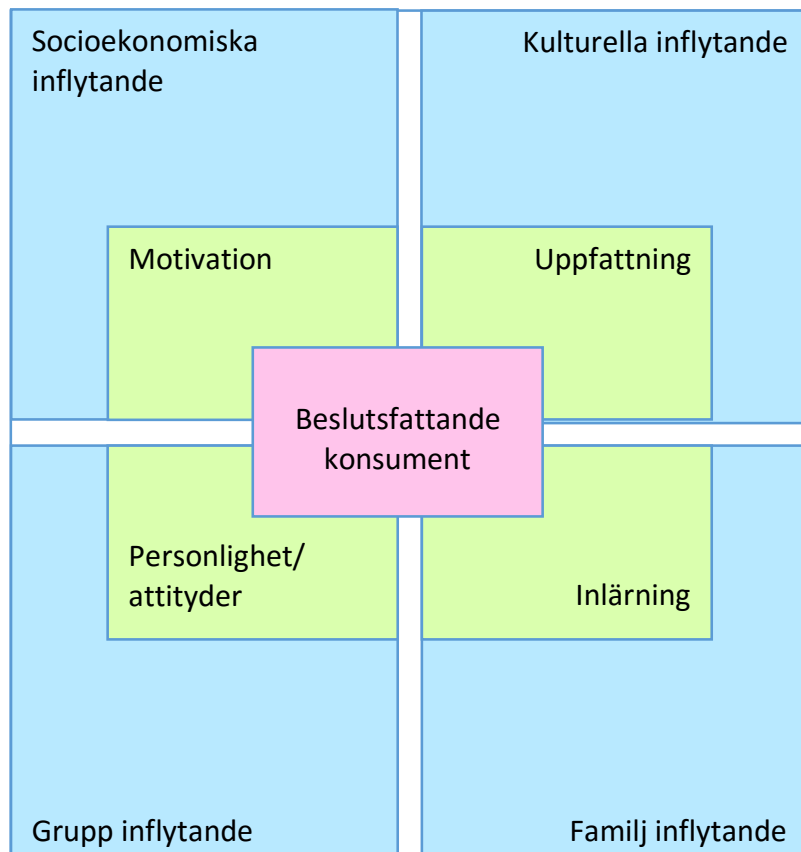 Socioekonomiska
inflytande
Kulturella inflytande
Motivation
Uppfattning
Beslutsfattande
konsument
Personlighet/
attityder
Inlärning
Grupp inflytande
Familj inflytande